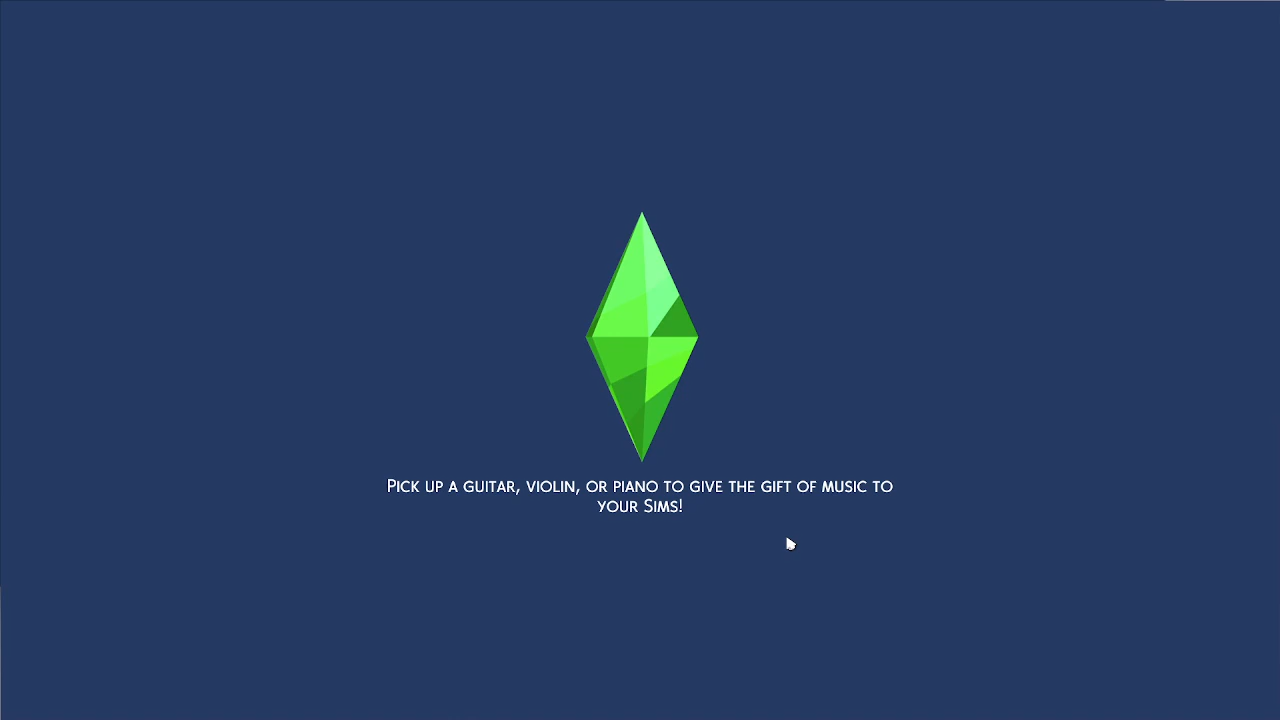 Pick up a guitar, violin, or piano to give the gift of music to
your Sims!